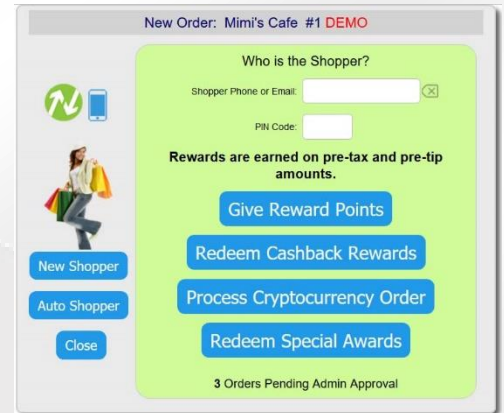 New Order: Mimi's Cafe #1 DEMO
Who is the Shopper?
Shopper Phone or Email:
PIN Code:
Rewards are earned on pre-tax and pre-tip
amounts.
Give Reward Points
Redeem Cashback Rewards
Process Cryptocurrency Order
Redeem Special Awards
3 Orders Pending Admin Approval
New Shopper
Auto Shopper
Close